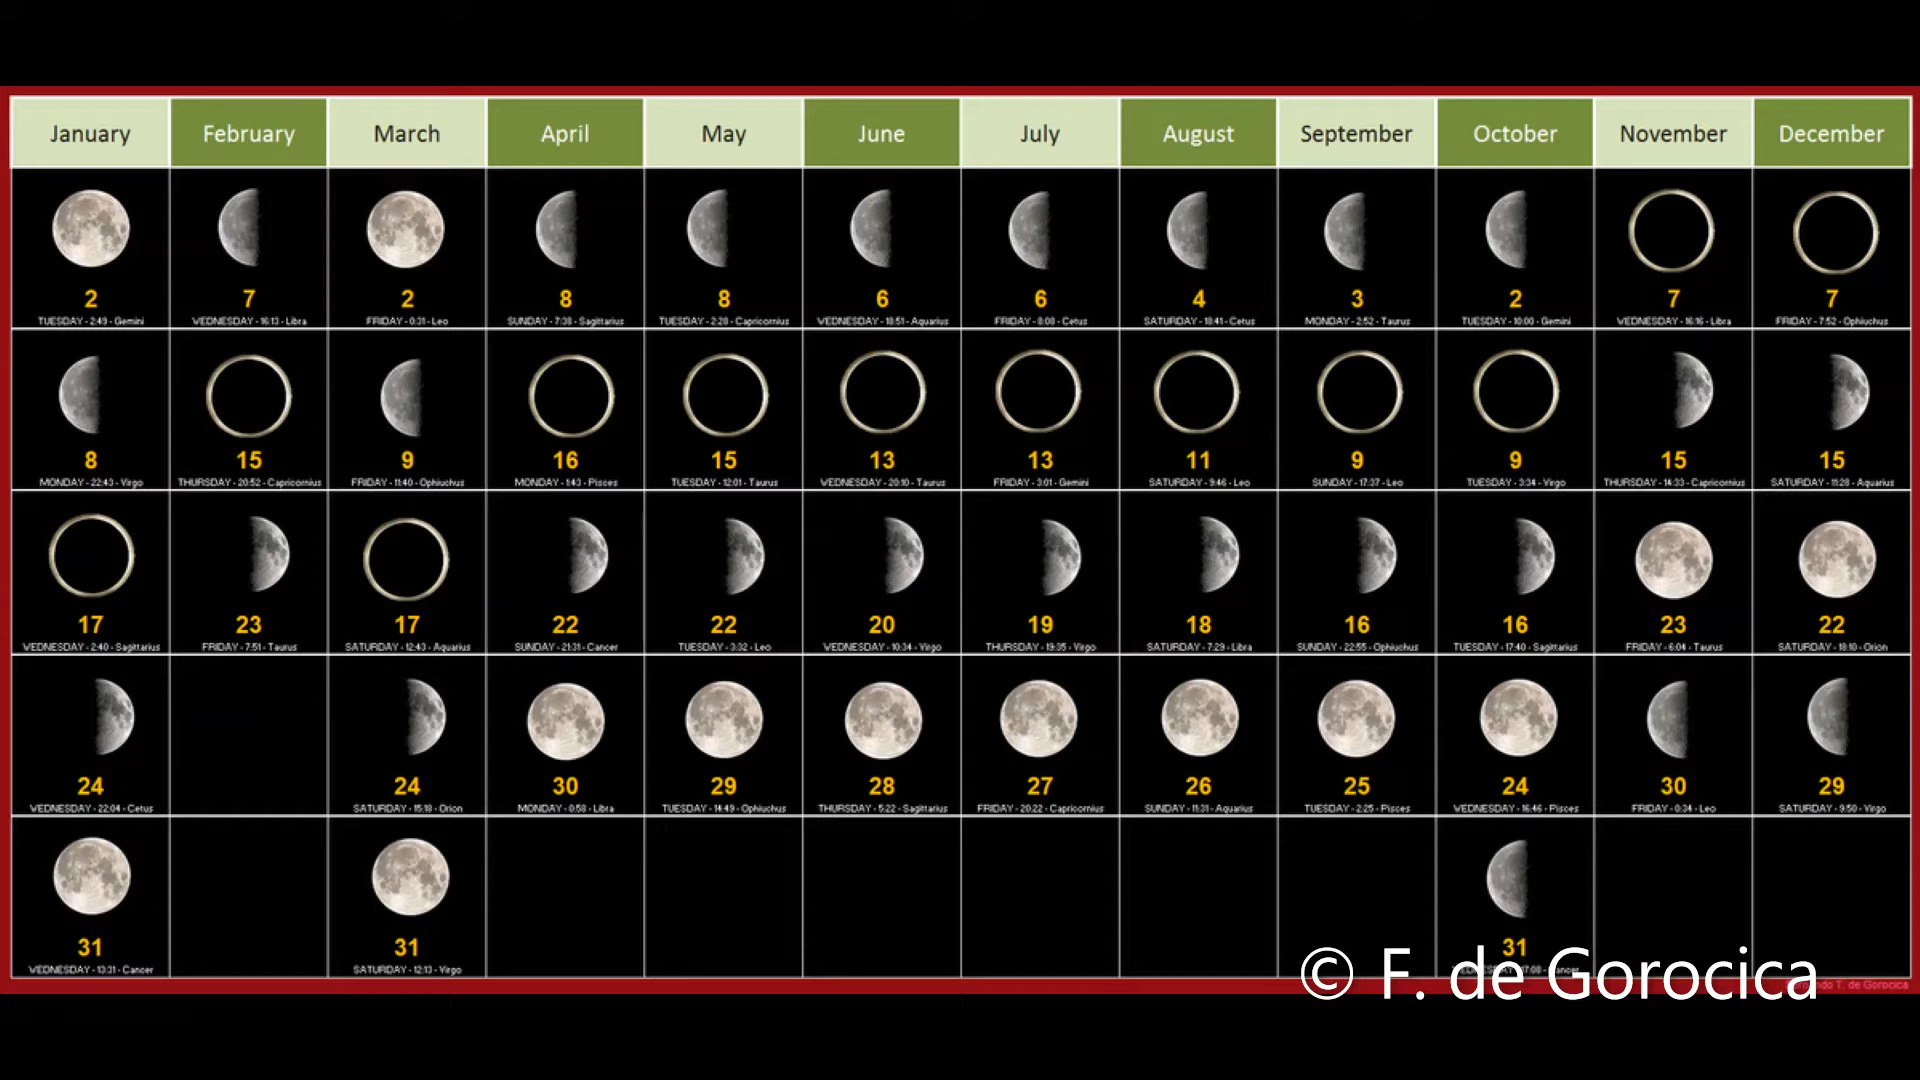 January February March April May June July August September October November December
2 7 2 8 8 6 6 4 3 2 7 7
TUESDAY - 2:49 - Gemini WEDNESDAY - 16:13 - Libra FRIDAY - 0:31 - Leo SUNDAY - 7:38 - Sagittarius TUESDAY - 2:28 - Capricornius WEDNESDAY - 18:51 - Aquarius FRIDAY - 8:08 - Cetus SATURDAY - 18:41 - Cetus MONDAY - 2:52 - Taurus TUESDAY - 10:00 - Gemini WEDNESDAY - 16:16 - Libra FRIDAY - 7:52 - Ophiuchus
8 15 9 16 15 13 13 11 9 9 15 15
MONDAY - 22:43 - Virgo THURSDAY - 20:52 - Capricornius FRIDAY - 11:40 - Ophiuchus MONDAY - 1:43 - Pisces TUESDAY - 12:01 - Taurus WEDNESDAY - 20:10 - Taurus FRIDAY - 3:01 - Gemini SATURDAY - 9:46 - Leo SUNDAY - 17:37 - Leo TUESDAY - 3:34 - Virgo THURSDAY - 14:33 - Capricornius SATURDAY - 11:28 - Aquarius
17 23 17 22 22 20 19 18 16 16 23 22
WEDNESDAY - 2:40 - Sagittarius FRIDAY - 7:51 - Taurus SATURDAY - 12:43 - Aquarius SUNDAY - 21:31 - Cancer TUESDAY - 3:32 - Leo WEDNESDAY - 10:34 - Virgo THURSDAY - 19:35 - Virgo SATURDAY - 7:29 - Libra SUNDAY - 22:55 - Ophiuchus TUESDAY - 17:40 - Sagittarius FRIDAY - 6:04 - Taurus SATURDAY - 18:10 - Orion
24 24 30 29 28 27 26 25 24 30 29
WEDNESDAY - 22:04 - Cetus SATURDAY - 15:18 - Orion MONDAY - 0:58 - Libra TUESDAY - 14:49 - Ophiuchus THURSDAY - 5:22 - Sagittarius FRIDAY - 20:22 - Capricornius SUNDAY - 11:31 - Aquarius TUESDAY - 2:25 - Pisces WEDNESDAY - 16:46 - Pisces FRIDAY - 0:34 - Leo SATURDAY - 9:50 - Virgo
31 31 31
WEDNESDAY - 13:31 - Cancer SATURDAY - 12:13 - Virgo
© F. de Gorocica
T. de Gorocica